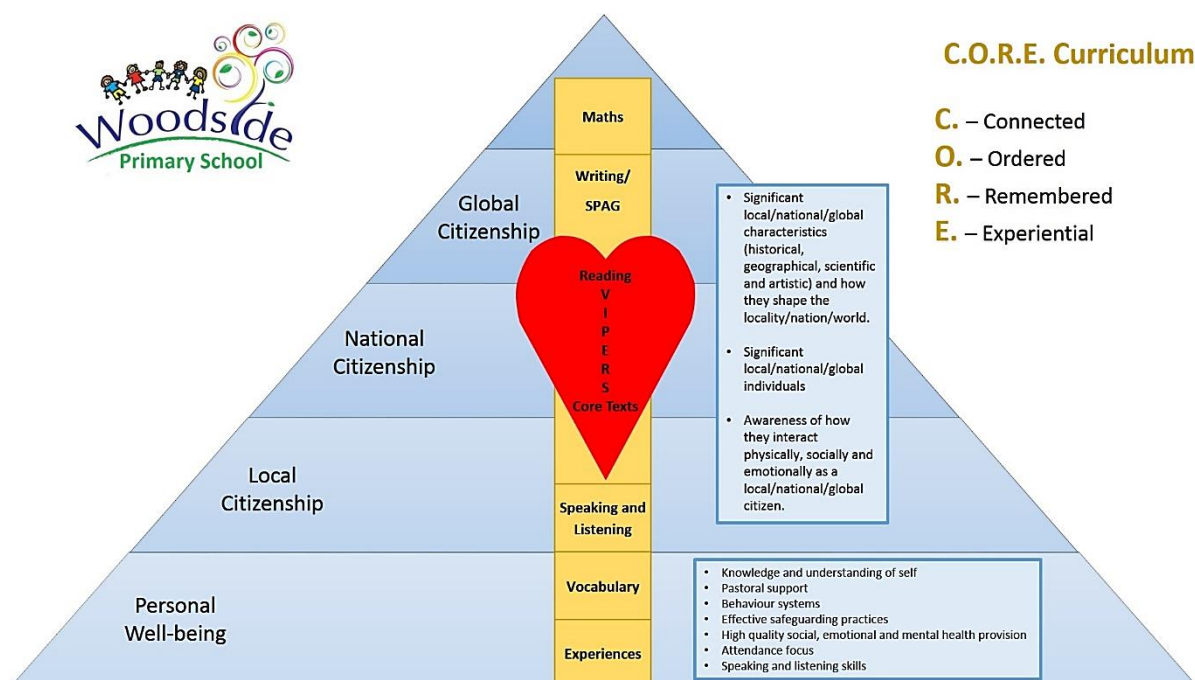 Woodside
Primary School
C.O.R.E. Curriculum
C. – Connected
O. – Ordered
R. – Remembered
E. – Experiential
Maths
Writing/
SPAG
Reading
V
I
P
E
R
S
Core Texts
Speaking and
Listening
Vocabulary
Experiences
Global
Citizenship
National
Citizenship
Local
Citizenship
Personal
Well-being
• Significant
local/national/global
characteristics
(historical,
geographical, scientific
and artistic) and how
they shape the
locality/nation/world.
• Significant
local/national/global
individuals
• Awareness of how
they interact
physically, socially and
emotionally as a
local/national/global
citizen.
• Knowledge and understanding of self
• Pastoral support
• Behaviour systems
• Effective safeguarding practices
• High quality social, emotional and mental health provision
• Attendance focus
• Speaking and listening skills